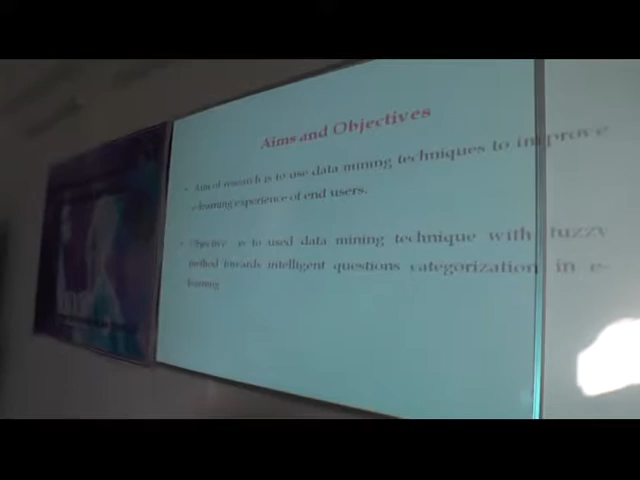 Aims and Objectives
• Aim of research is to use data mining techniques to improve
e-learning experience of end users.
• Objective is to used data mining technique with fuzzy
method towards intelligent questions categorization in e-
learning